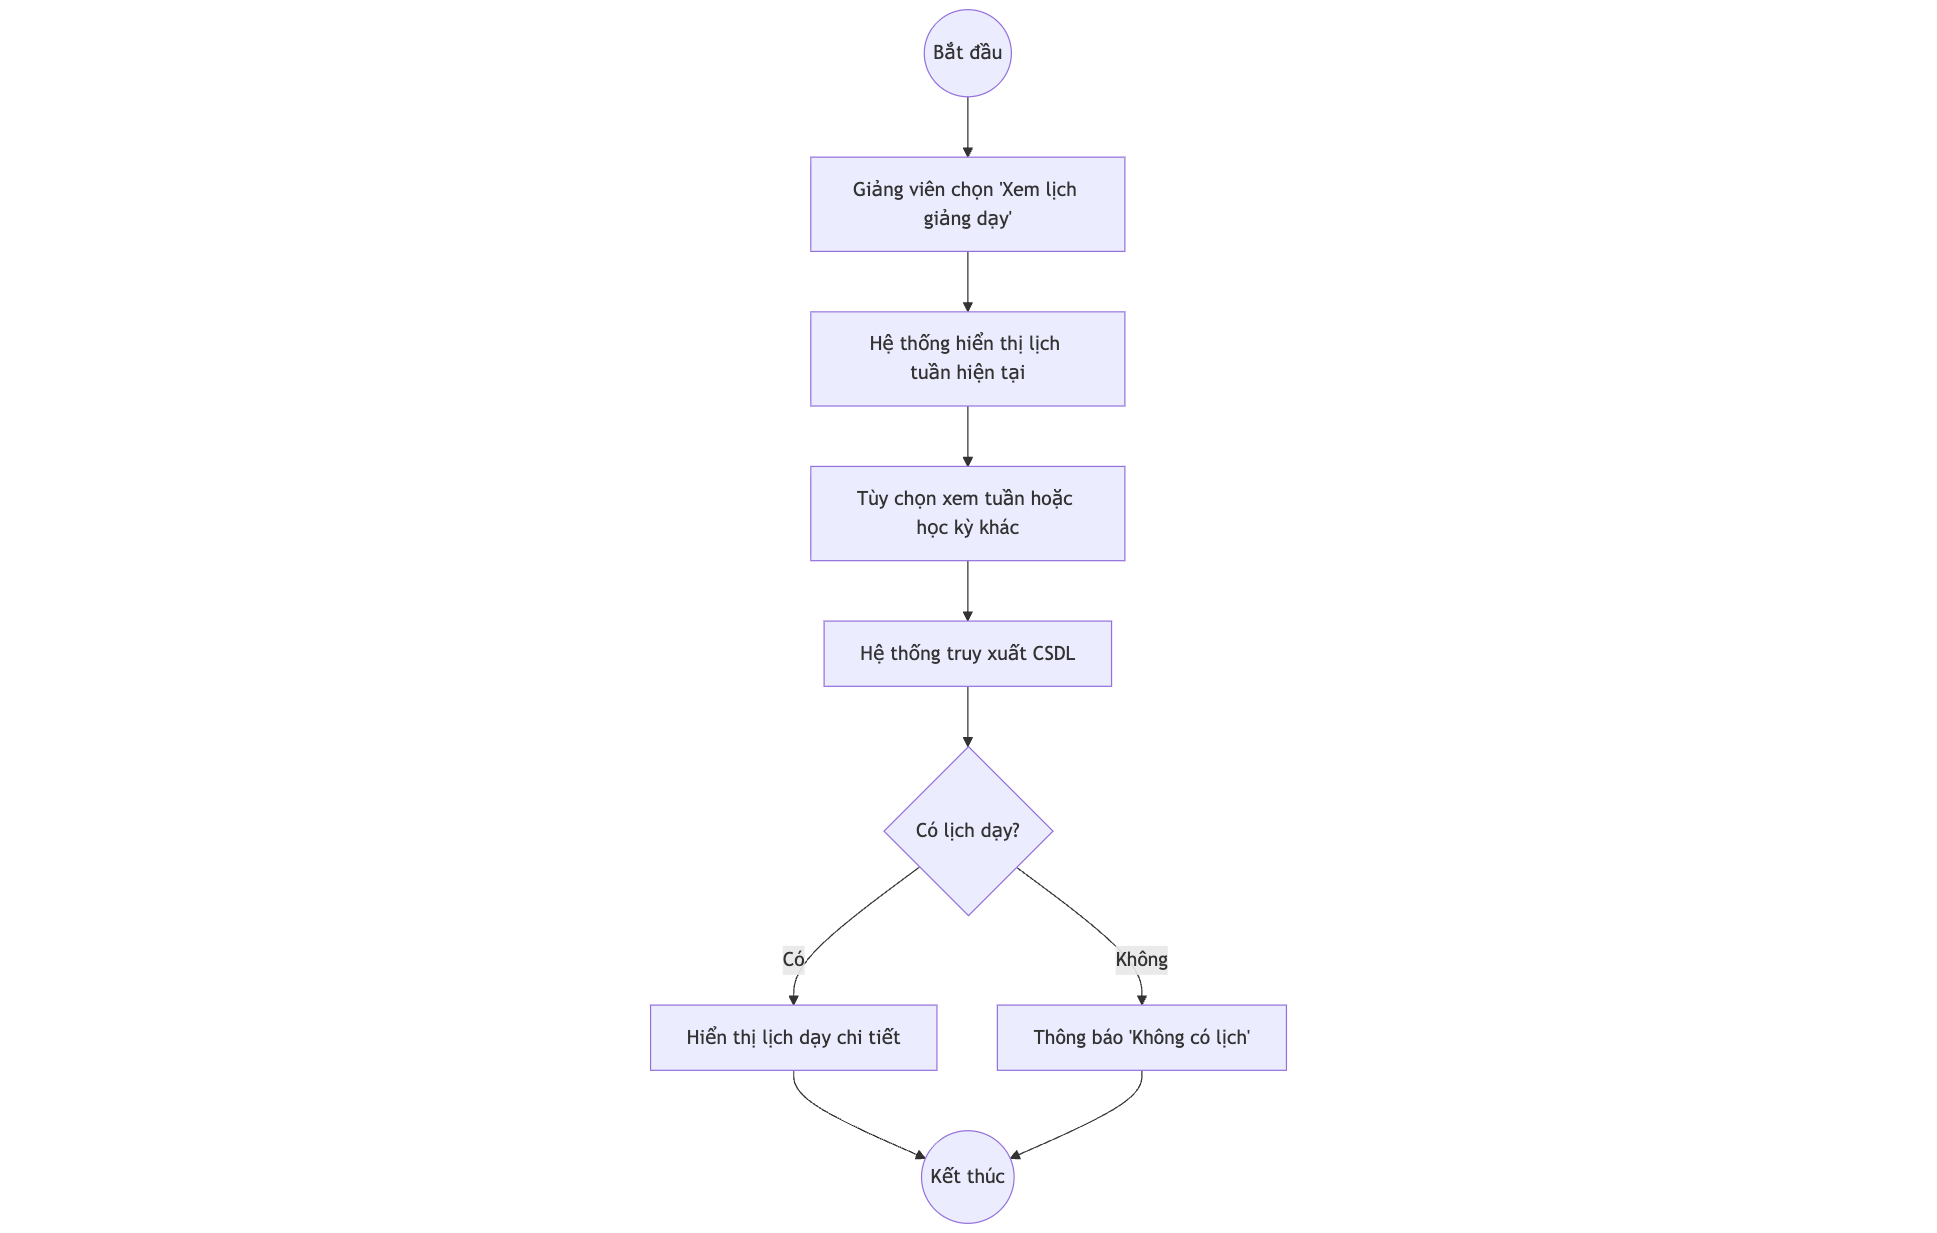 Bắt đầu
Giảng viên chọn 'Xem lịch
giảng dạy'
Hệ thống hiển thị lịch
tuần hiện tại
Tùy chọn xem tuần hoặc
học kỳ khác
Hệ thống truy xuất CSDL
Có lịch dạy?
Có
Không
Hiển thị lịch dạy chi tiết
Thông báo 'Không có lịch'
Kết thúc